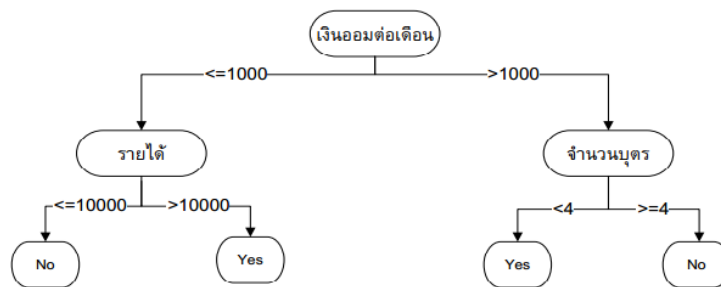 เงินออมต่อเดือน
<=1000 >1000
รายได้ จำนวนบุตร
<=10000 >10000 <4 >=4
No Yes Yes No